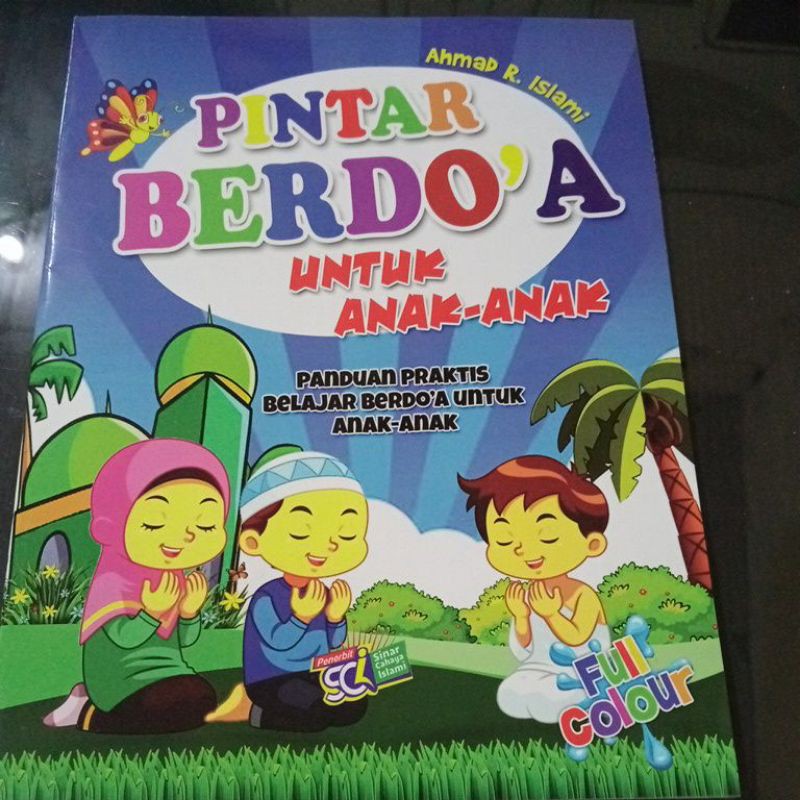 Ahmad R. Islami
PINTAR
BERDO'A
UNTUK
ANAK-ANAK
PANDUAN PRAKTIS
BELAJAR BERDO'A UNTUK
ANAK-ANAK
Penerbit
SCI
Sinar
Cahaya
Islami
Full
Colour